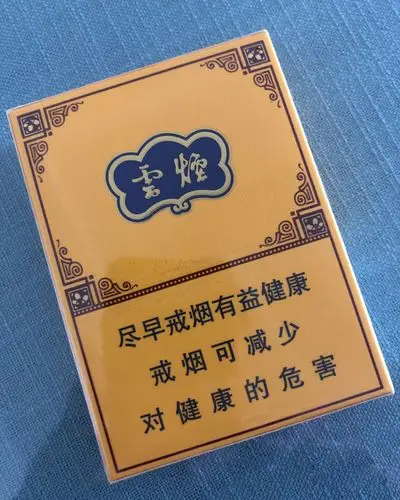 雲煙
尽早戒烟有益健康
戒烟可减少
对健康的危害